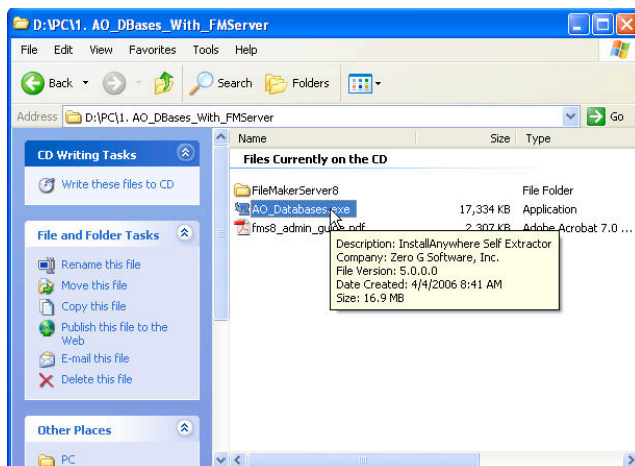 D:\PC\1. AO_DBases_With_FMServer
File Edit View Favorites Tools Help
Back Search Folders
Address D:\PC\1. AO_DBases_With_FMServer Go
Name Size Type
CD Writing Tasks
Files Currently on the CD
Write these files to CD
FileMakerServer8 File Folder
AO_Databases.exe 17,334 KB Application
fms8_admin_guide.pdf 2,307 KB Adobe Acrobat 7.0 ...
File and Folder Tasks
Description: InstallAnywhere Self Extractor
Company: Zero G Software, Inc.
File Version: 5.0.0.0
Date Created: 4/4/2006 8:41 AM
Size: 16.9 MB
Rename this file
Move this file
Copy this file
Publish this file to the
Web
E-mail this file
Delete this file
Other Places
PC